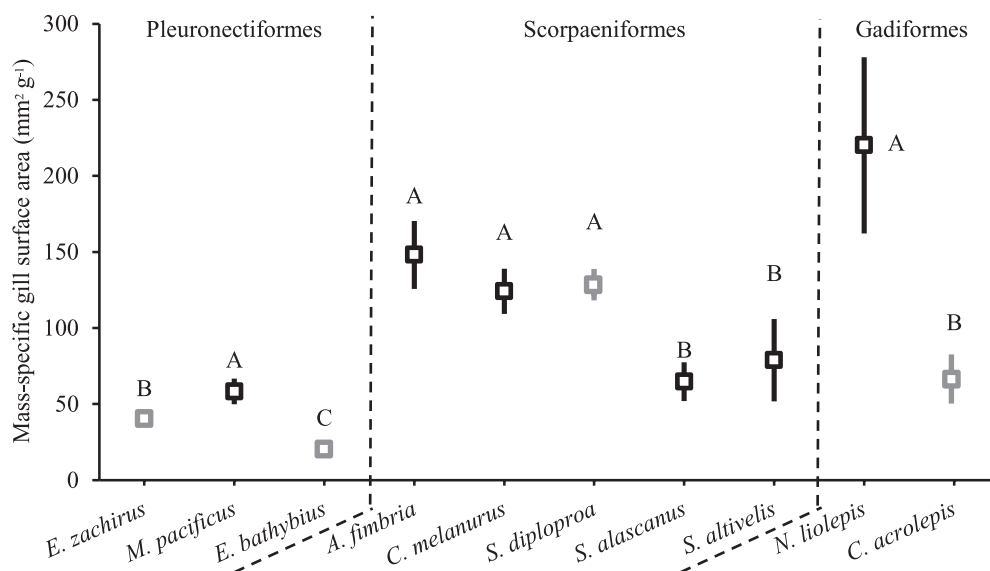 Pleuronectiformes Scorpaeniformes Gadiformes
Mass-specific gill surface area (mm² g⁻¹)
300
250
200
150
100
50
0
B
A
C
A
A
A
B
B
A
B
E. zachirus
M. pacificus
E. bathybius
A. fimbria
C. melanurus
S. diploproa
S. alascanus
S. altivelis
N. liolepis
C. acrolepis